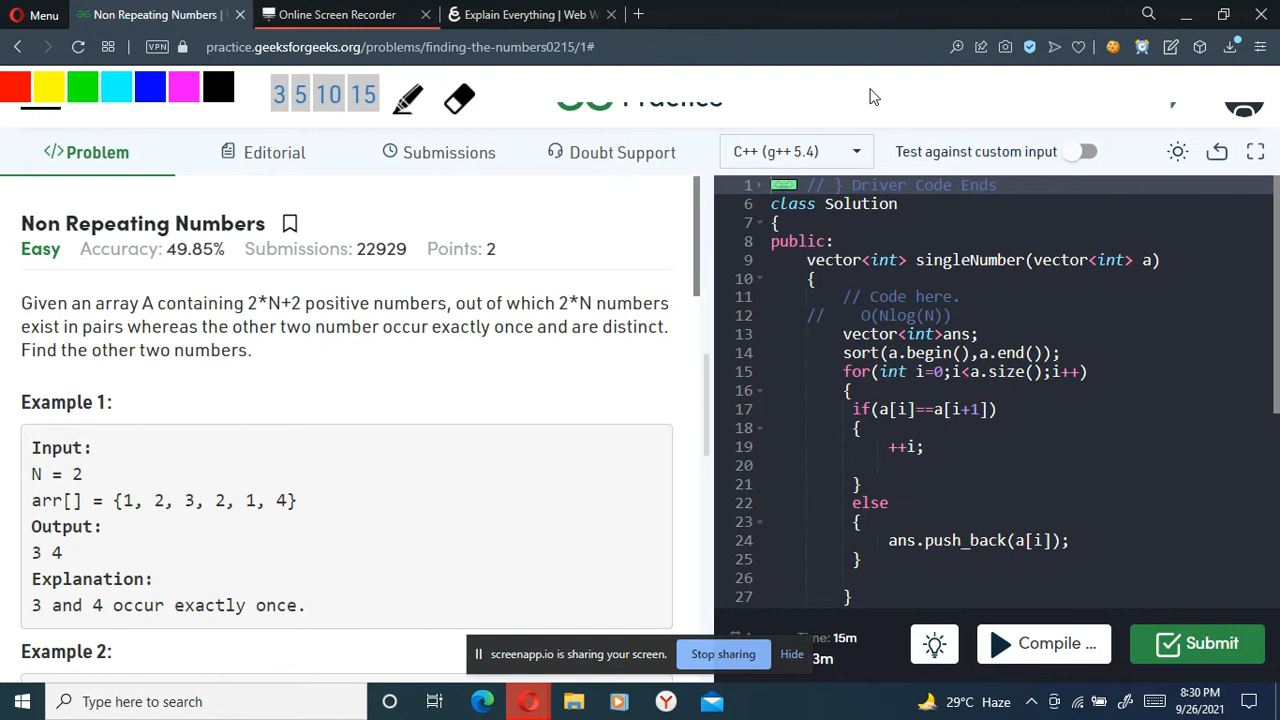 Menu
Non Repeating Numbers |
Online Screen Recorder
Explain Everything | Web W
VPN
practice.geeksforgeeks.org/problems/finding-the-numbers0215/1#
3 5 10 15
Practice
</>Problem
Editorial
Submissions
Doubt Support
C++ (g++ 5.4)
Test against custom input
Non Repeating Numbers
Easy Accuracy: 49.85% Submissions: 22929 Points: 2
Given an array A containing 2*N+2 positive numbers, out of which 2*N numbers
exist in pairs whereas the other two number occur exactly once and are distinct.
Find the other two numbers.
Example 1:
Input:
N = 2
arr[] = {1, 2, 3, 2, 1, 4}
Output:
3 4
Explanation:
3 and 4 occur exactly once.
Example 2:
1 // } Driver Code Ends
6 class Solution
7 {
8 public:
9 vector<int> singleNumber(vector<int> a)
10 {
11 // Code here.
12 // O(Nlog(N))
13 vector<int>ans;
14 sort(a.begin(),a.end());
15 for(int i=0;i<a.size();i++)
16 {
17 if(a[i]==a[i+1])
18 {
19 ++i;
20
21 }
22 else
23 {
24 ans.push_back(a[i]);
25 }
26
27 }
me: 15m
3m
Compile ...
Submit
screenapp.io is sharing your screen.
Stop sharing
Hide
Type here to search
29°C Haze
8:30 PM
9/26/2021